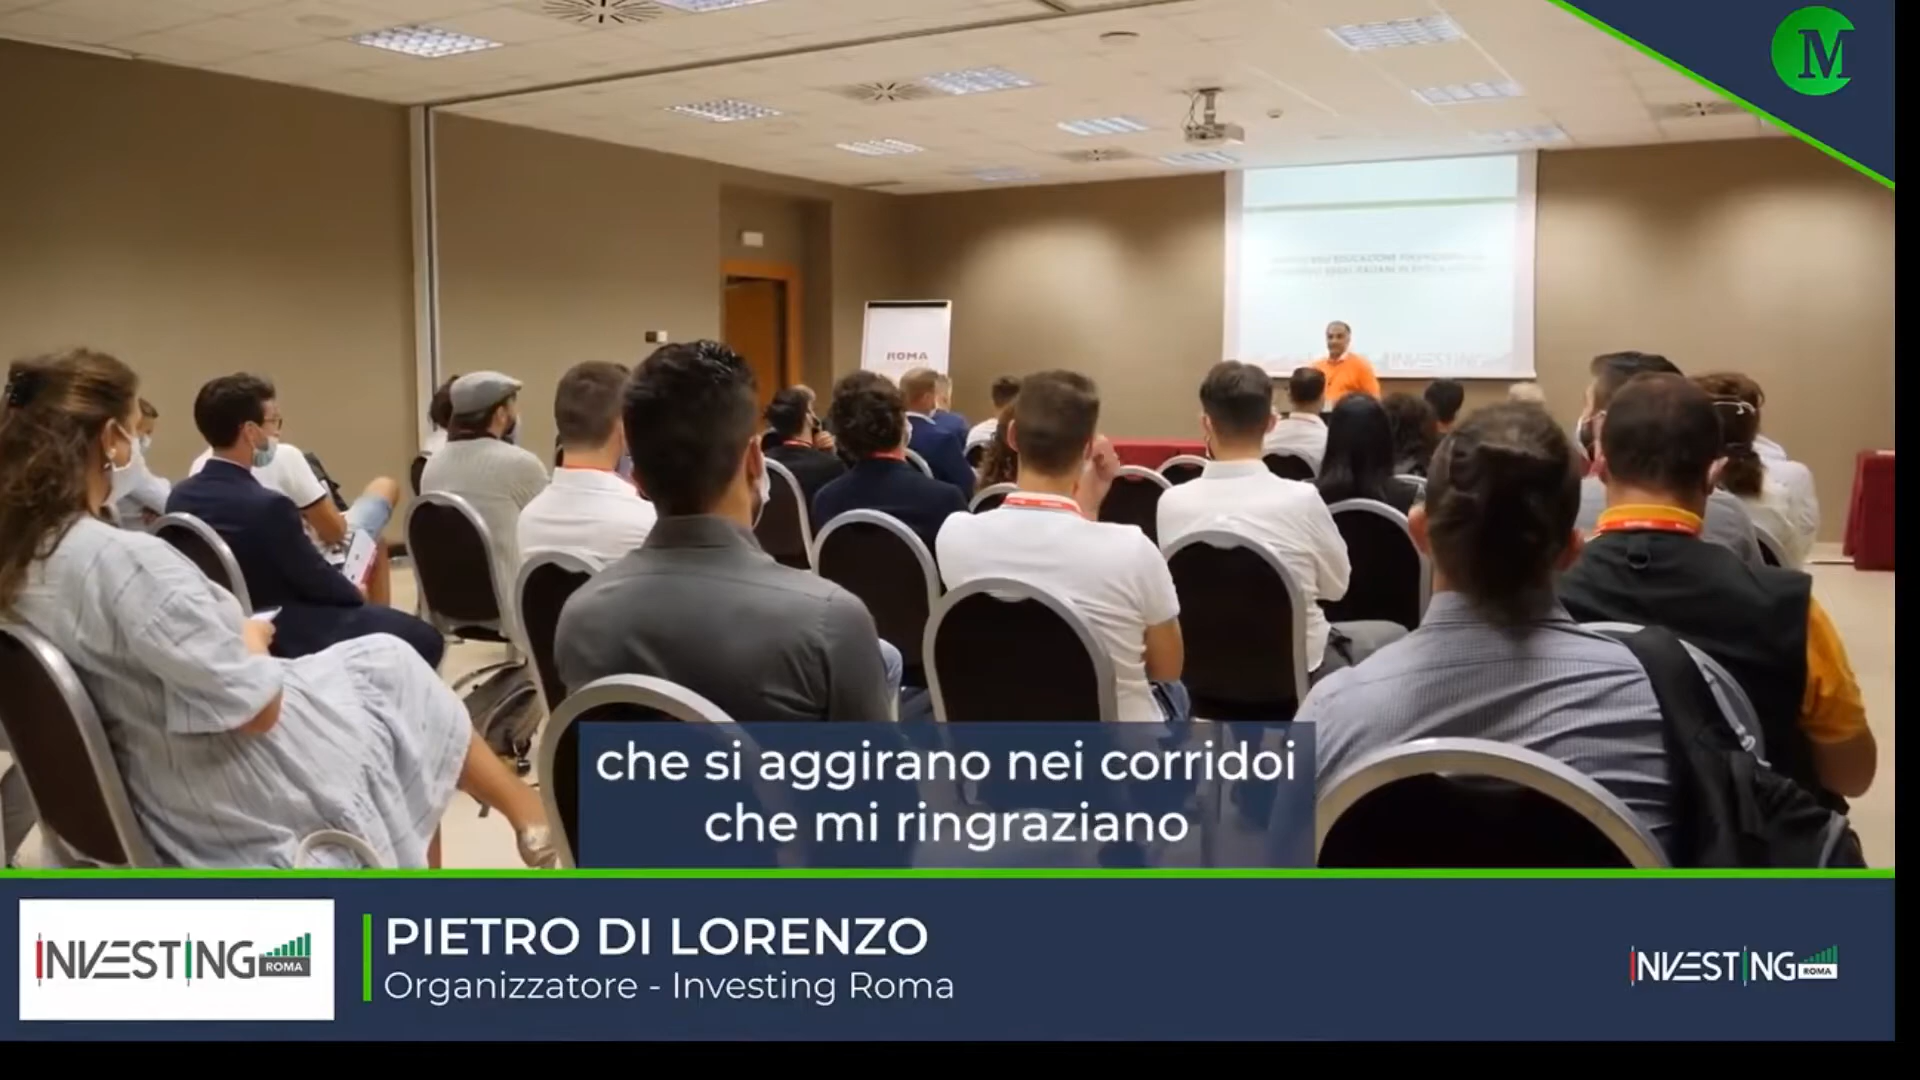 M
ROMA
INVESTING
che si aggirano nei corridoi
che mi ringraziano
INVESTING
ROMA
PIETRO DI LORENZO
Organizzatore - Investing Roma
INVESTING
ROMA